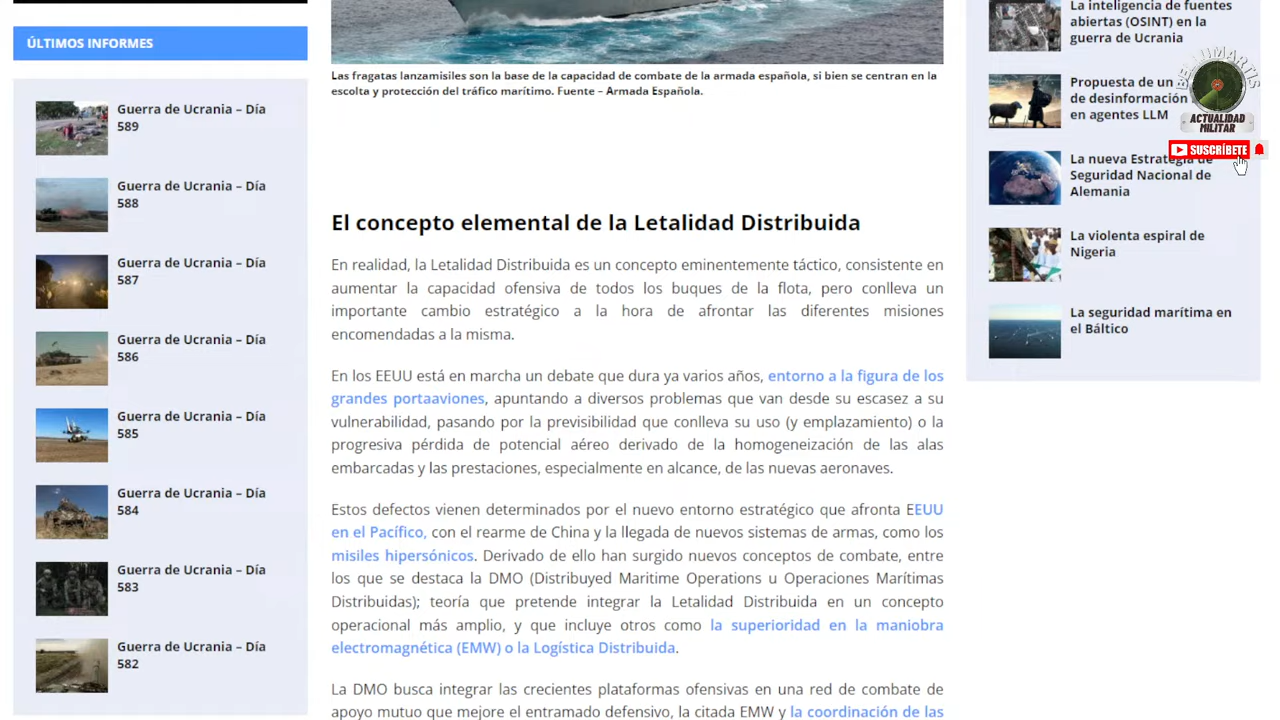 ÚLTIMOS INFORMES
Guerra de Ucrania – Día
589
Guerra de Ucrania – Día
588
Guerra de Ucrania – Día
587
Guerra de Ucrania – Día
586
Guerra de Ucrania – Día
585
Guerra de Ucrania – Día
584
Guerra de Ucrania – Día
583
Guerra de Ucrania – Día
582
Las fragatas lanzamisiles son la base de la capacidad de combate de la armada española, si bien se centran en la
escolta y protección del tráfico marítimo. Fuente – Armada Española.
El concepto elemental de la Letalidad Distribuida
En realidad, la Letalidad Distribuida es un concepto eminentemente táctico, consistente en
aumentar la capacidad ofensiva de todos los buques de la flota, pero conlleva un
importante cambio estratégico a la hora de afrontar las diferentes misiones
encomendadas a la misma.
En los EEUU está en marcha un debate que dura ya varios años, entorno a la figura de los
grandes portaaviones, apuntando a diversos problemas que van desde su escasez a su
vulnerabilidad, pasando por la previsibilidad que conlleva su uso (y emplazamiento) o la
progresiva pérdida de potencial aéreo derivado de la homogeneización de las alas
embarcadas y las prestaciones, especialmente en alcance, de las nuevas aeronaves.
Estos defectos vienen determinados por el nuevo entorno estratégico que afronta EEUU
en el Pacífico, con el rearme de China y la llegada de nuevos sistemas de armas, como los
misiles hipersónicos. Derivado de ello han surgido nuevos conceptos de combate, entre
los que se destaca la DMO (Distribuyed Maritime Operations u Operaciones Marítimas
Distribuidas); teoría que pretende integrar la Letalidad Distribuida en un concepto
operacional más amplio, y que incluye otros como la superioridad en la maniobra
electromagnética (EMW) o la Logística Distribuida.
La DMO busca integrar las crecientes plataformas ofensivas en una red de combate de
apoyo mutuo que mejore el entramado defensivo, la citada EMW y la coordinación de las
La inteligencia de fuentes
abiertas (OSINT) en la
guerra de Ucrania
Propuesta de un
de desinformación
en agentes LLM
La nueva Estrategia de
Seguridad Nacional de
Alemania
La violenta espiral de
Nigeria
La seguridad marítima en
el Báltico
BELLUMARTIS
ACTUALIDAD
MILITAR
SUSCRÍBETE